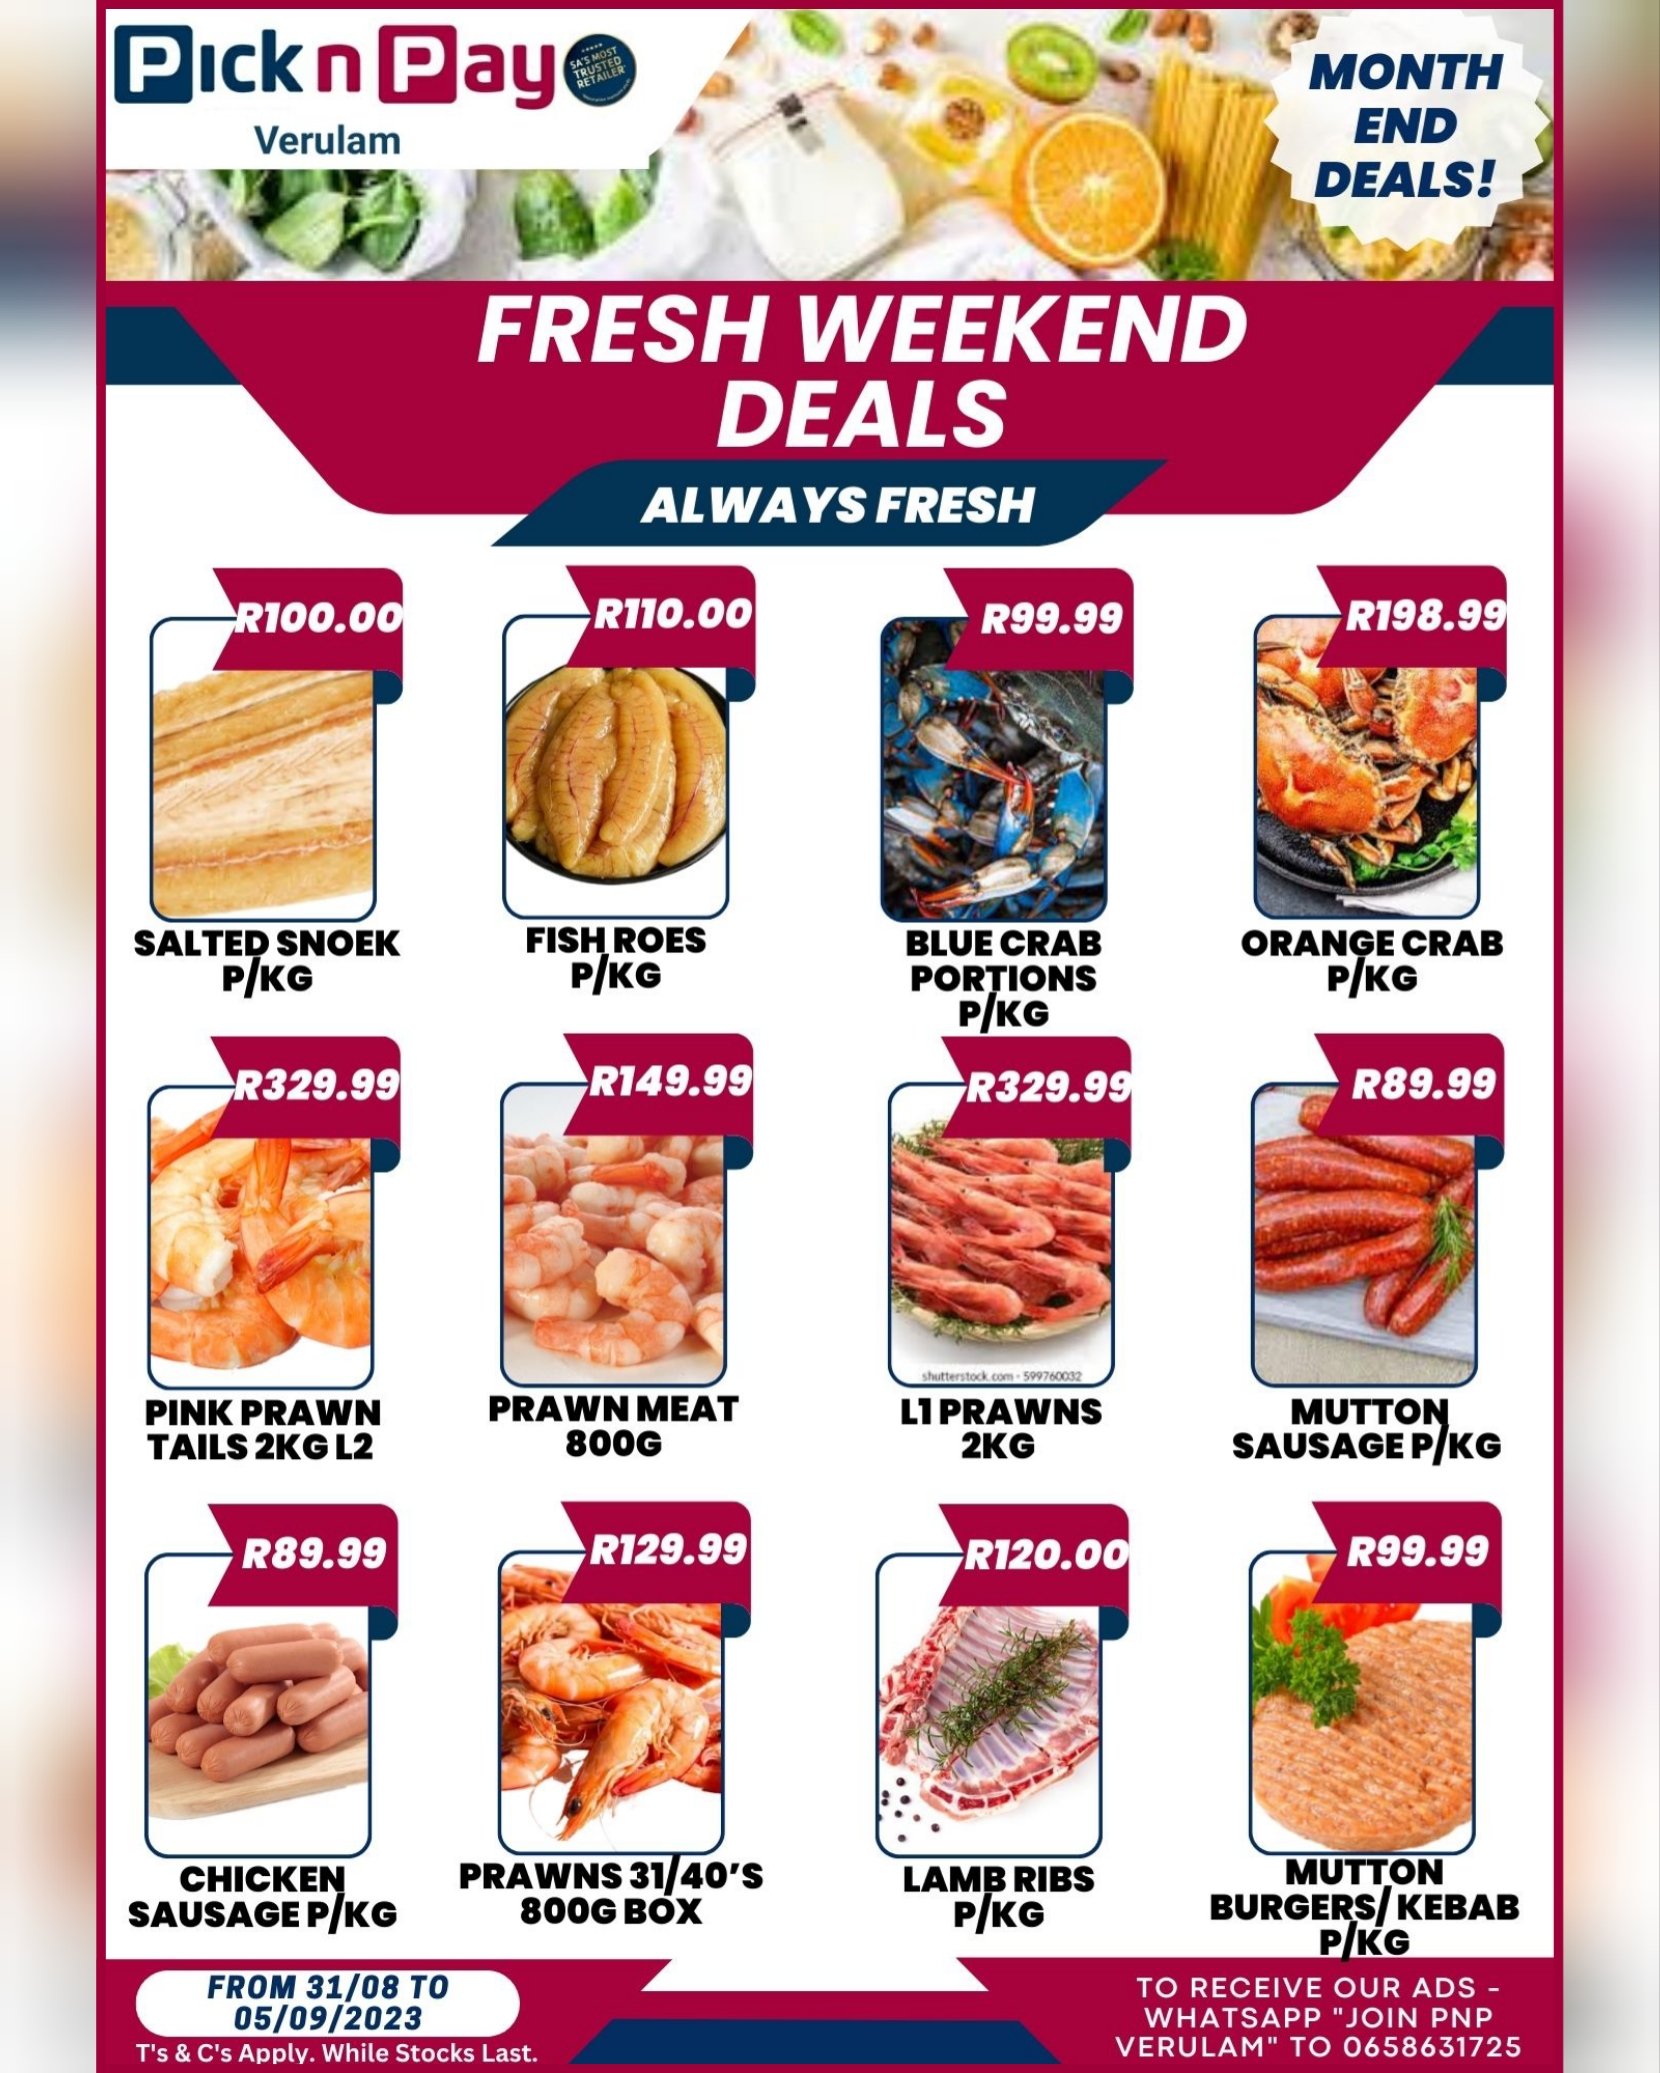 Pick n Pay
SA'S MOST
TRUSTED
RETAILER
Verulam
MONTH
END
DEALS!
FRESH WEEKEND
DEALS
ALWAYS FRESH
R100.00
R110.00
R99.99
R198.99
SALTED SNOEK
P/KG
FISH ROES
P/KG
BLUE CRAB
PORTIONS
P/KG
ORANGE CRAB
P/KG
R329.99
R149.99
R329.99
R89.99
shutterstock.com · 599760032
PINK PRAWN
TAILS 2KG L2
PRAWN MEAT
800G
L1 PRAWNS
2KG
MUTTON
SAUSAGE P/KG
R89.99
R129.99
R120.00
R99.99
CHICKEN
SAUSAGE P/KG
PRAWNS 31/40'S
800G BOX
LAMB RIBS
P/KG
MUTTON
BURGERS/ KEBAB
P/KG
FROM 31/08 TO
05/09/2023
T's & C's Apply. While Stocks Last.
TO RECEIVE OUR ADS -
WHATSAPP "JOIN PNP
VERULAM" TO 0658631725